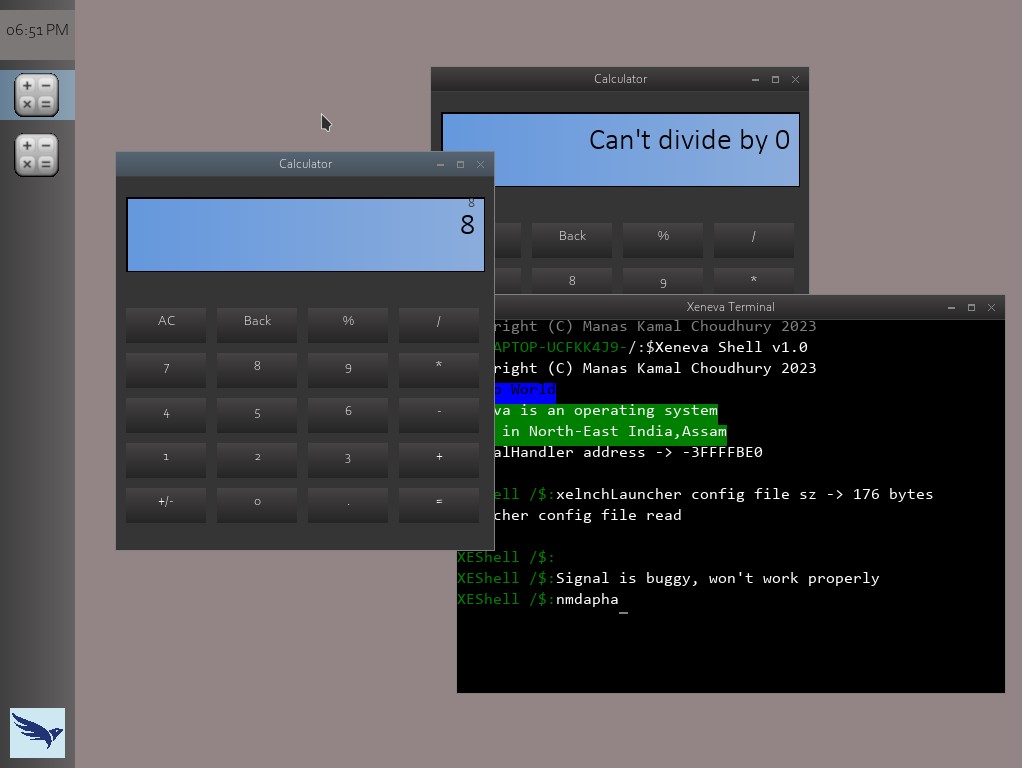 06:51 PM
Calculator
Can't divide by 0
Back % /
8 9 *
Calculator
8
8
AC Back % /
7 8 9 *
4 5 6 -
1 2 3 +
+/- 0 . =
Xeneva Terminal
right (C) Manas Kamal Choudhury 2023
APTOP-UCFKK4J9-/:$Xeneva Shell v1.0
right (C) Manas Kamal Choudhury 2023
World
va is an operating system
in North-East India,Assam
alHandler address -> -3FFFFBE0
ell /$:xelnchLauncher config file sz -> 176 bytes
cher config file read
XEShell /$:
XEShell /$:Signal is buggy, won't work properly
XEShell /$:nmdapha_